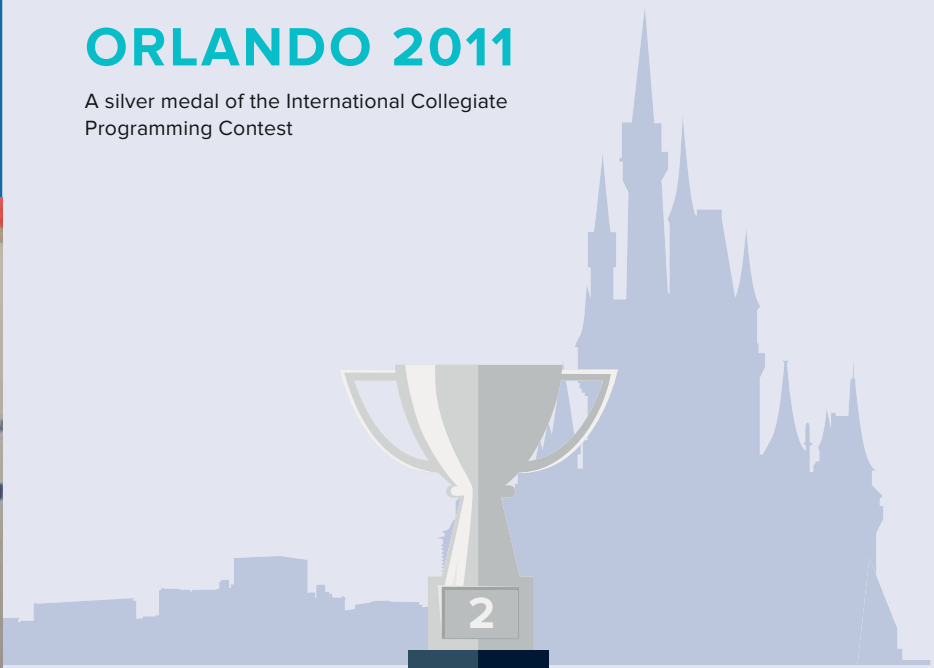 ORLANDO 2011
A silver medal of the International Collegiate
Programming Contest
2